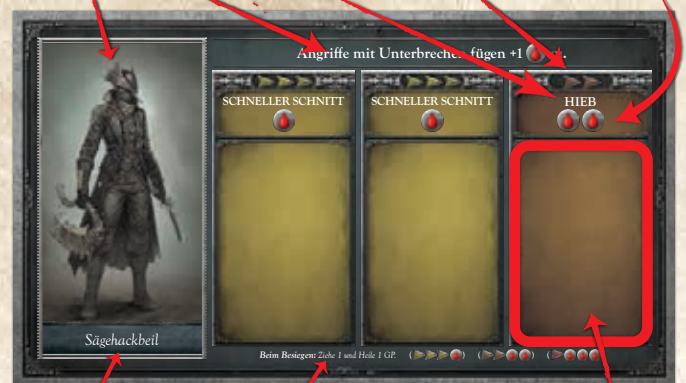 Angriffe mit Unterbrechen fügen +1
SCHNELLER SCHNITT
SCHNELLER SCHNITT
HIEB
Sägehackbeil
Beim Besiegen: Ziehe 1 und Heile 1 GP.